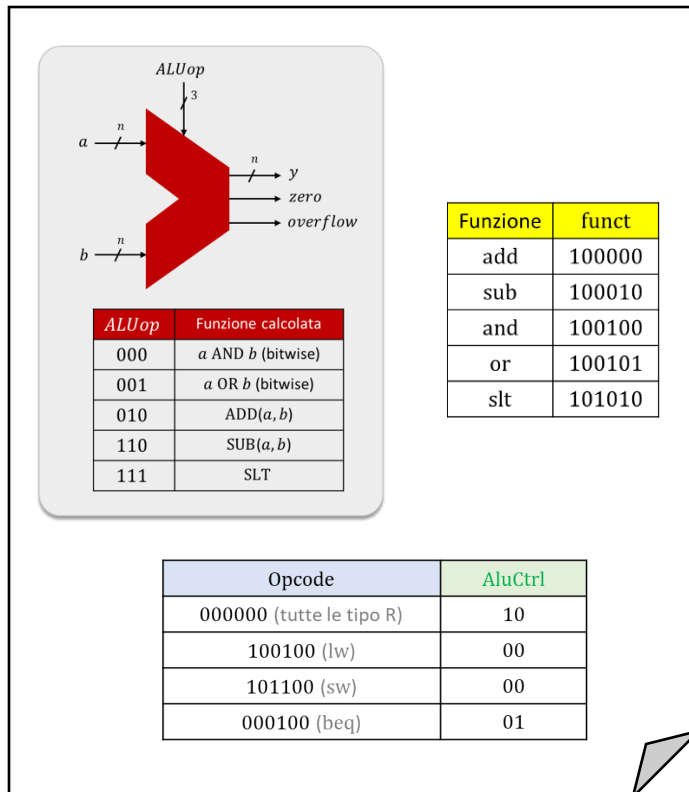 ALUop
3
n
a
n
y
zero
overflow
n
b
ALUop Funzione calcolata
000 a AND b (bitwise)
001 a OR b (bitwise)
010 ADD(a, b)
110 SUB(a, b)
111 SLT
Funzione funct
add 100000
sub 100010
and 100100
or 100101
slt 101010
Opcode AluCtrl
000000 (tutte le tipo R) 10
100100 (lw) 00
101100 (sw) 00
000100 (beq) 01